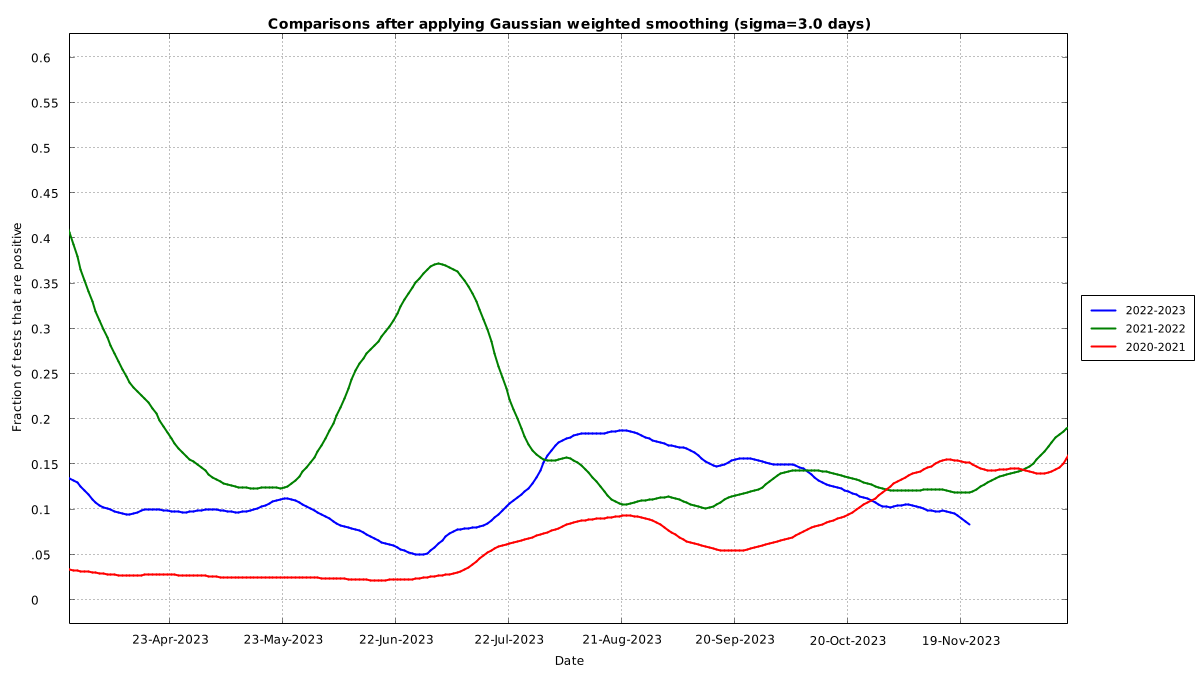 Comparisons after applying Gaussian weighted smoothing (sigma=3.0 days)
0.6
0.55
0.5
0.45
0.4
0.35
0.3
0.25
0.2
0.15
0.1
.05
0
Fraction of tests that are positive
23-Apr-2023
23-May-2023
22-Jun-2023
22-Jul-2023
21-Aug-2023
20-Sep-2023
20-Oct-2023
19-Nov-2023
Date
2022-2023
2021-2022
2020-2021